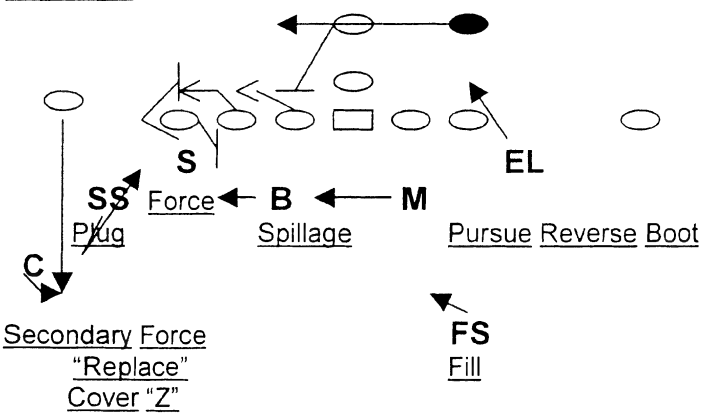 S
EL
SS Force B M
Plug Spillage Pursue Reverse Boot
C
Secondary Force FS
"Replace" Fill
Cover "Z"